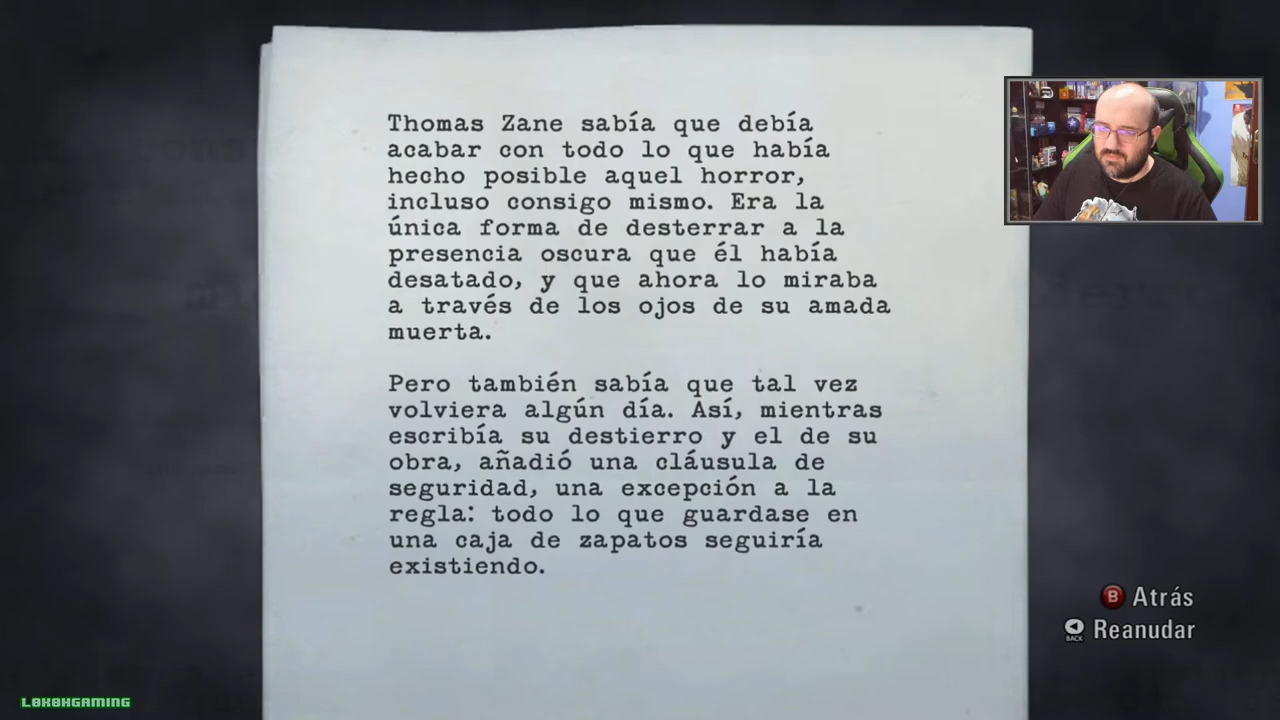 Thomas Zane sabía que debía
acabar con todo lo que había
hecho posible aquel horror,
incluso consigo mismo. Era la
única forma de desterrar a la
presencia oscura que él había
desatado, y que ahora lo miraba
a través de los ojos de su amada
muerta.
Pero también sabía que tal vez
volviera algún día. Así, mientras
escribía su destierro y el de su
obra, añadió una cláusula de
seguridad, una excepción a la
regla: todo lo que guardase en
una caja de zapatos seguiría
existiendo.
B Atrás
BACK Reanudar
L0K0XGAMING